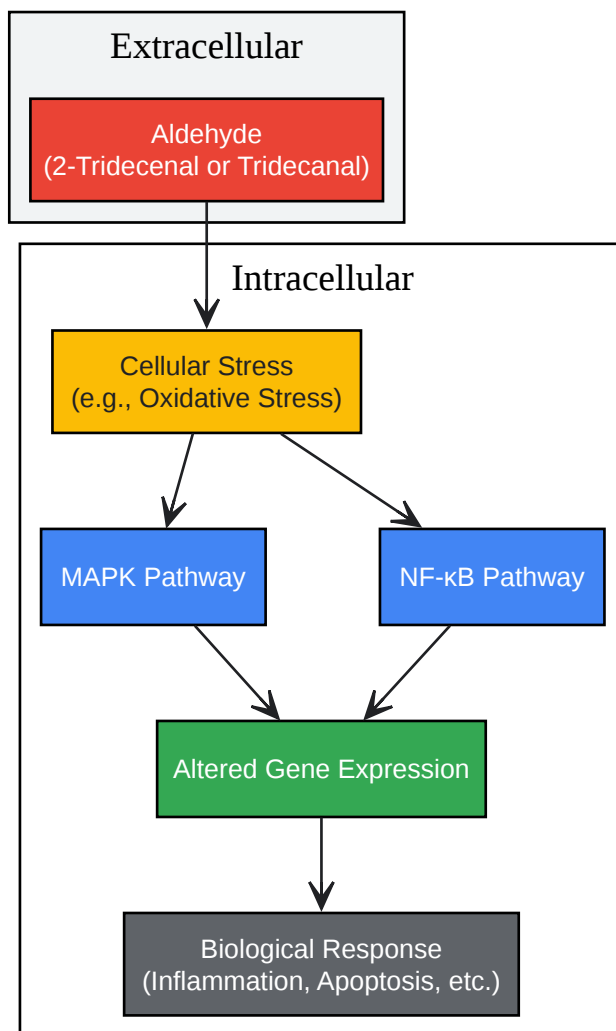 Extracellular
Aldehyde
(2-Tridecenal or Tridecanal)
Intracellular
Cellular Stress
(e.g., Oxidative Stress)
MAPK Pathway
NF-κB Pathway
Altered Gene Expression
Biological Response
(Inflammation, Apoptosis, etc.)